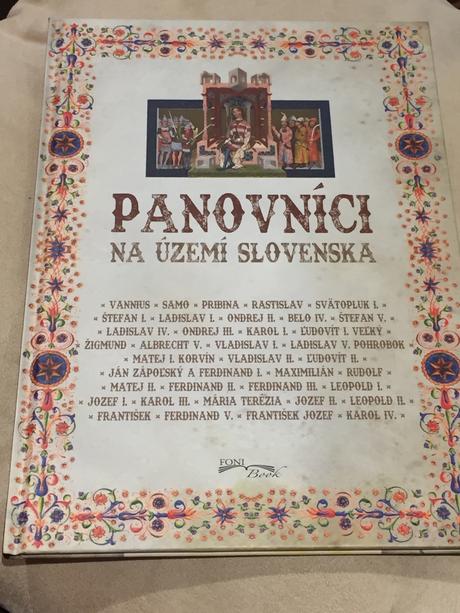 PANOVNÍCI
NA ÚZEMÍ SLOVENSKA
× VANNIUS × SAMO × PRIBINA × RASTISLAV × SVÄTOPLUK I. ×
× ŠTEFAN I. × LADISLAV I. × ONDREJ II. × BELO IV. × ŠTEFAN V. ×
× LADISLAV IV. × ONDREJ III. × KAROL I. × ĽUDOVÍT I. VEĽKÝ ×
ŽIGMUND × ALBRECHT V. × VLADISLAV I. × LADISLAV V. POHROBOK
× MATEJ I. KORVÍN × VLADISLAV II. × ĽUDOVÍT II. ×
× JÁN ZÁPOĽSKÝ A FERDINAND I. × MAXIMILIÁN × RUDOLF ×
× MATEJ II. × FERDINAND II. × FERDINAND III. × LEOPOLD I. ×
× JOZEF I. × KAROL III. × MÁRIA TERÉZIA × JOZEF II. × LEOPOLD II. ×
× FRANTIŠEK × FERDINAND V. × FRANTIŠEK JOZEF × KAROL IV. ×
FONI
Book